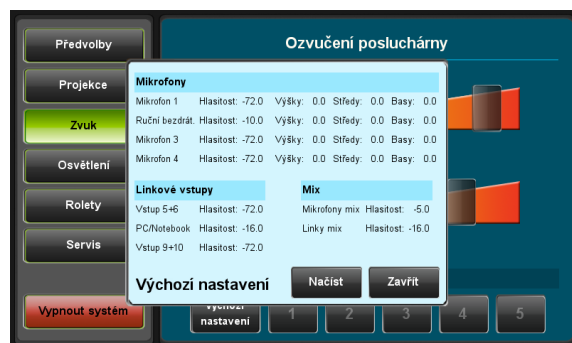 Ozvučení posluchárny
Předvolby
Projekce
Zvuk
Osvětlení
Rolety
Servis
Vypnout systém
Mikrofony
Mikrofon 1 Hlasitost: -72.0 Výšky: 0.0 Středy: 0.0 Basy: 0.0
Ruční bezdrát. Hlasitost: -10.0 Výšky: 0.0 Středy: 0.0 Basy: 0.0
Mikrofon 3 Hlasitost: -72.0 Výšky: 0.0 Středy: 0.0 Basy: 0.0
Mikrofon 4 Hlasitost: -72.0 Výšky: 0.0 Středy: 0.0 Basy: 0.0
Linkové vstupy
Vstup 5+6 Hlasitost: -72.0
PC/Notebook Hlasitost: -16.0
Vstup 9+10 Hlasitost: -72.0
Mix
Mikrofony mix Hlasitost: -5.0
Linky mix Hlasitost: -16.0
Výchozí nastavení
Načíst
Zavřít
Výchozí
nastavení
1
2
3
4
5